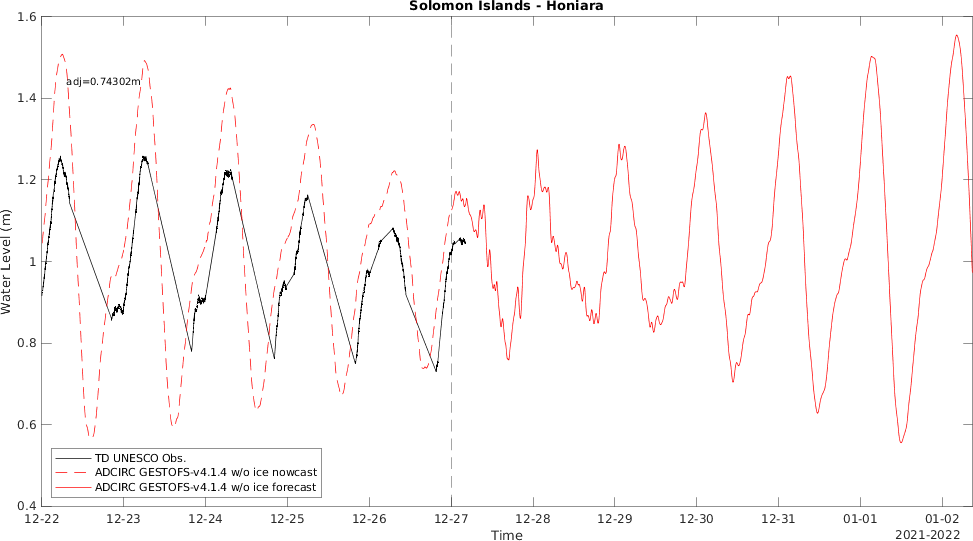 Solomon Islands - Honiara
1.6
1.4
1.2
1
0.8
0.6
0.4
Water Level (m)
adj=0.74302m
TD UNESCO Obs.
ADCIRC GESTOFS-v4.1.4 w/o ice nowcast
ADCIRC GESTOFS-v4.1.4 w/o ice forecast
12-22 12-23 12-24 12-25 12-26 12-27 12-28 12-29 12-30 12-31 01-01 01-02
Time
2021-2022